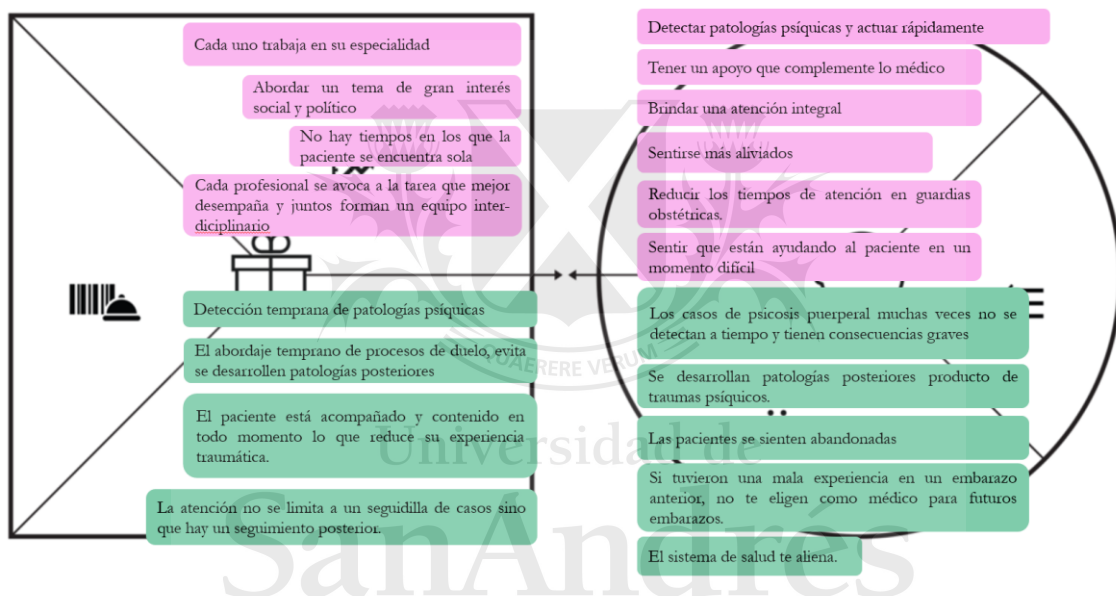 Cada uno trabaja en su especialidad
Abordar un tema de gran interés
social y político
No hay tiempos en los que la
paciente se encuentra sola
Cada profesional se avoca a la tarea que mejor
desempaña y juntos forman un equipo inter-
diciplinario
Detección temprana de patologías psíquicas
El abordaje temprano de procesos de duelo, evita
se desarrollen patologías posteriores
El paciente está acompañado y contenido en
todo momento lo que reduce su experiencia
traumática.
La atención no se limita a un seguidilla de casos sino
que hay un seguimiento posterior.
Detectar patologías psíquicas y actuar rápidamente
Tener un apoyo que complemente lo médico
Brindar una atención integral
Sentirse más aliviados
Reducir los tiempos de atención en guardias
obstétricas.
Sentir que están ayudando al paciente en un
momento difícil
Los casos de psicosis puerperal muchas veces no se
detectan a tiempo y tienen consecuencias graves
Se desarrollan patologías posteriores producto de
traumas psíquicos.
Las pacientes se sienten abandonadas
Si tuvieron una mala experiencia en un embarazo
anterior, no te eligen como médico para futuros
embarazos.
El sistema de salud te aliena.
QUAERERE VERUM
Universidad de
SanAndrés